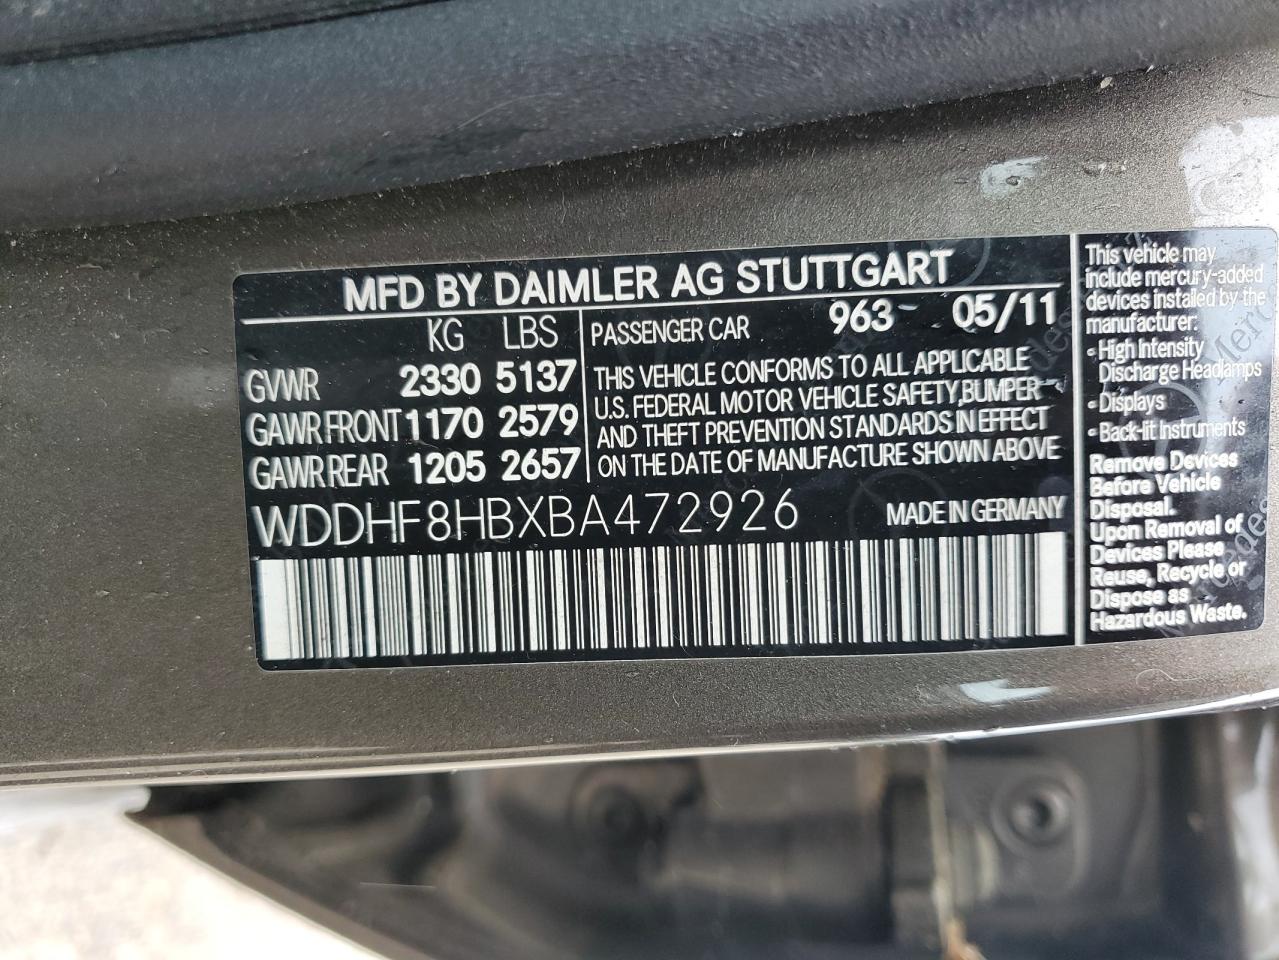 MFD BY DAIMLER AG STUTTGART
KG LBS
GVWR 2330 5137
GAWR FRONT 1170 2579
GAWR REAR 1205 2657
PASSENGER CAR 963 05/11
THIS VEHICLE CONFORMS TO ALL APPLICABLE
U.S. FEDERAL MOTOR VEHICLE SAFETY, BUMPER
AND THEFT PREVENTION STANDARDS IN EFFECT
ON THE DATE OF MANUFACTURE SHOWN ABOVE
WDDHF8HBXBA472926 MADE IN GERMANY
This vehicle may
include mercury-added
devices installed by the
manufacturer:
- High Intensity
Discharge Headlamps
- Displays
- Back-lit Instruments
Remove Devices
Before Vehicle
Disposal.
Upon Removal of
Devices Please
Reuse, Recycle or
Dispose as
Hazardous Waste.